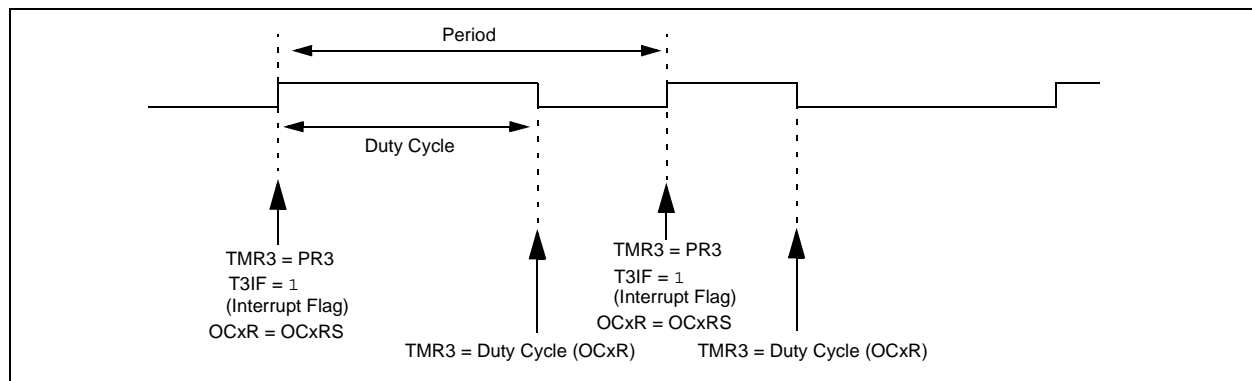 Period
Duty Cycle
TMR3 = PR3
T3IF = 1
(Interrupt Flag)
OCxR = OCxRS
TMR3 = Duty Cycle (OCxR)
TMR3 = PR3
T3IF = 1
(Interrupt Flag)
OCxR = OCxRS
TMR3 = Duty Cycle (OCxR)